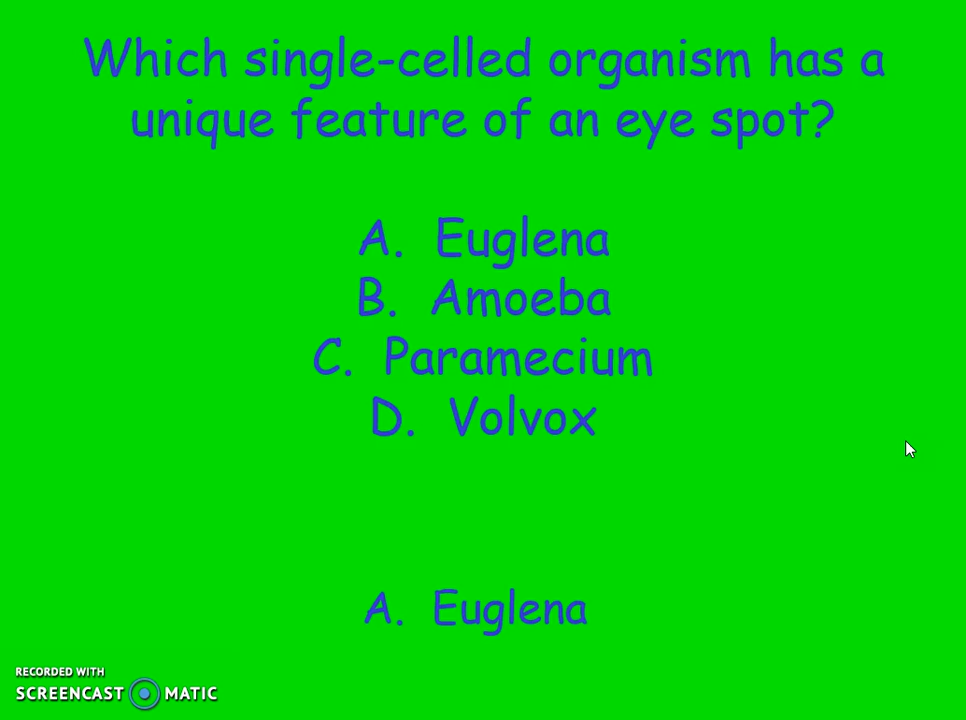 Which single-celled organism has a
unique feature of an eye spot?
A. Euglena
B. Amoeba
C. Paramecium
D. Volvox
A. Euglena
RECORDED WITH
SCREENCAST MATIC